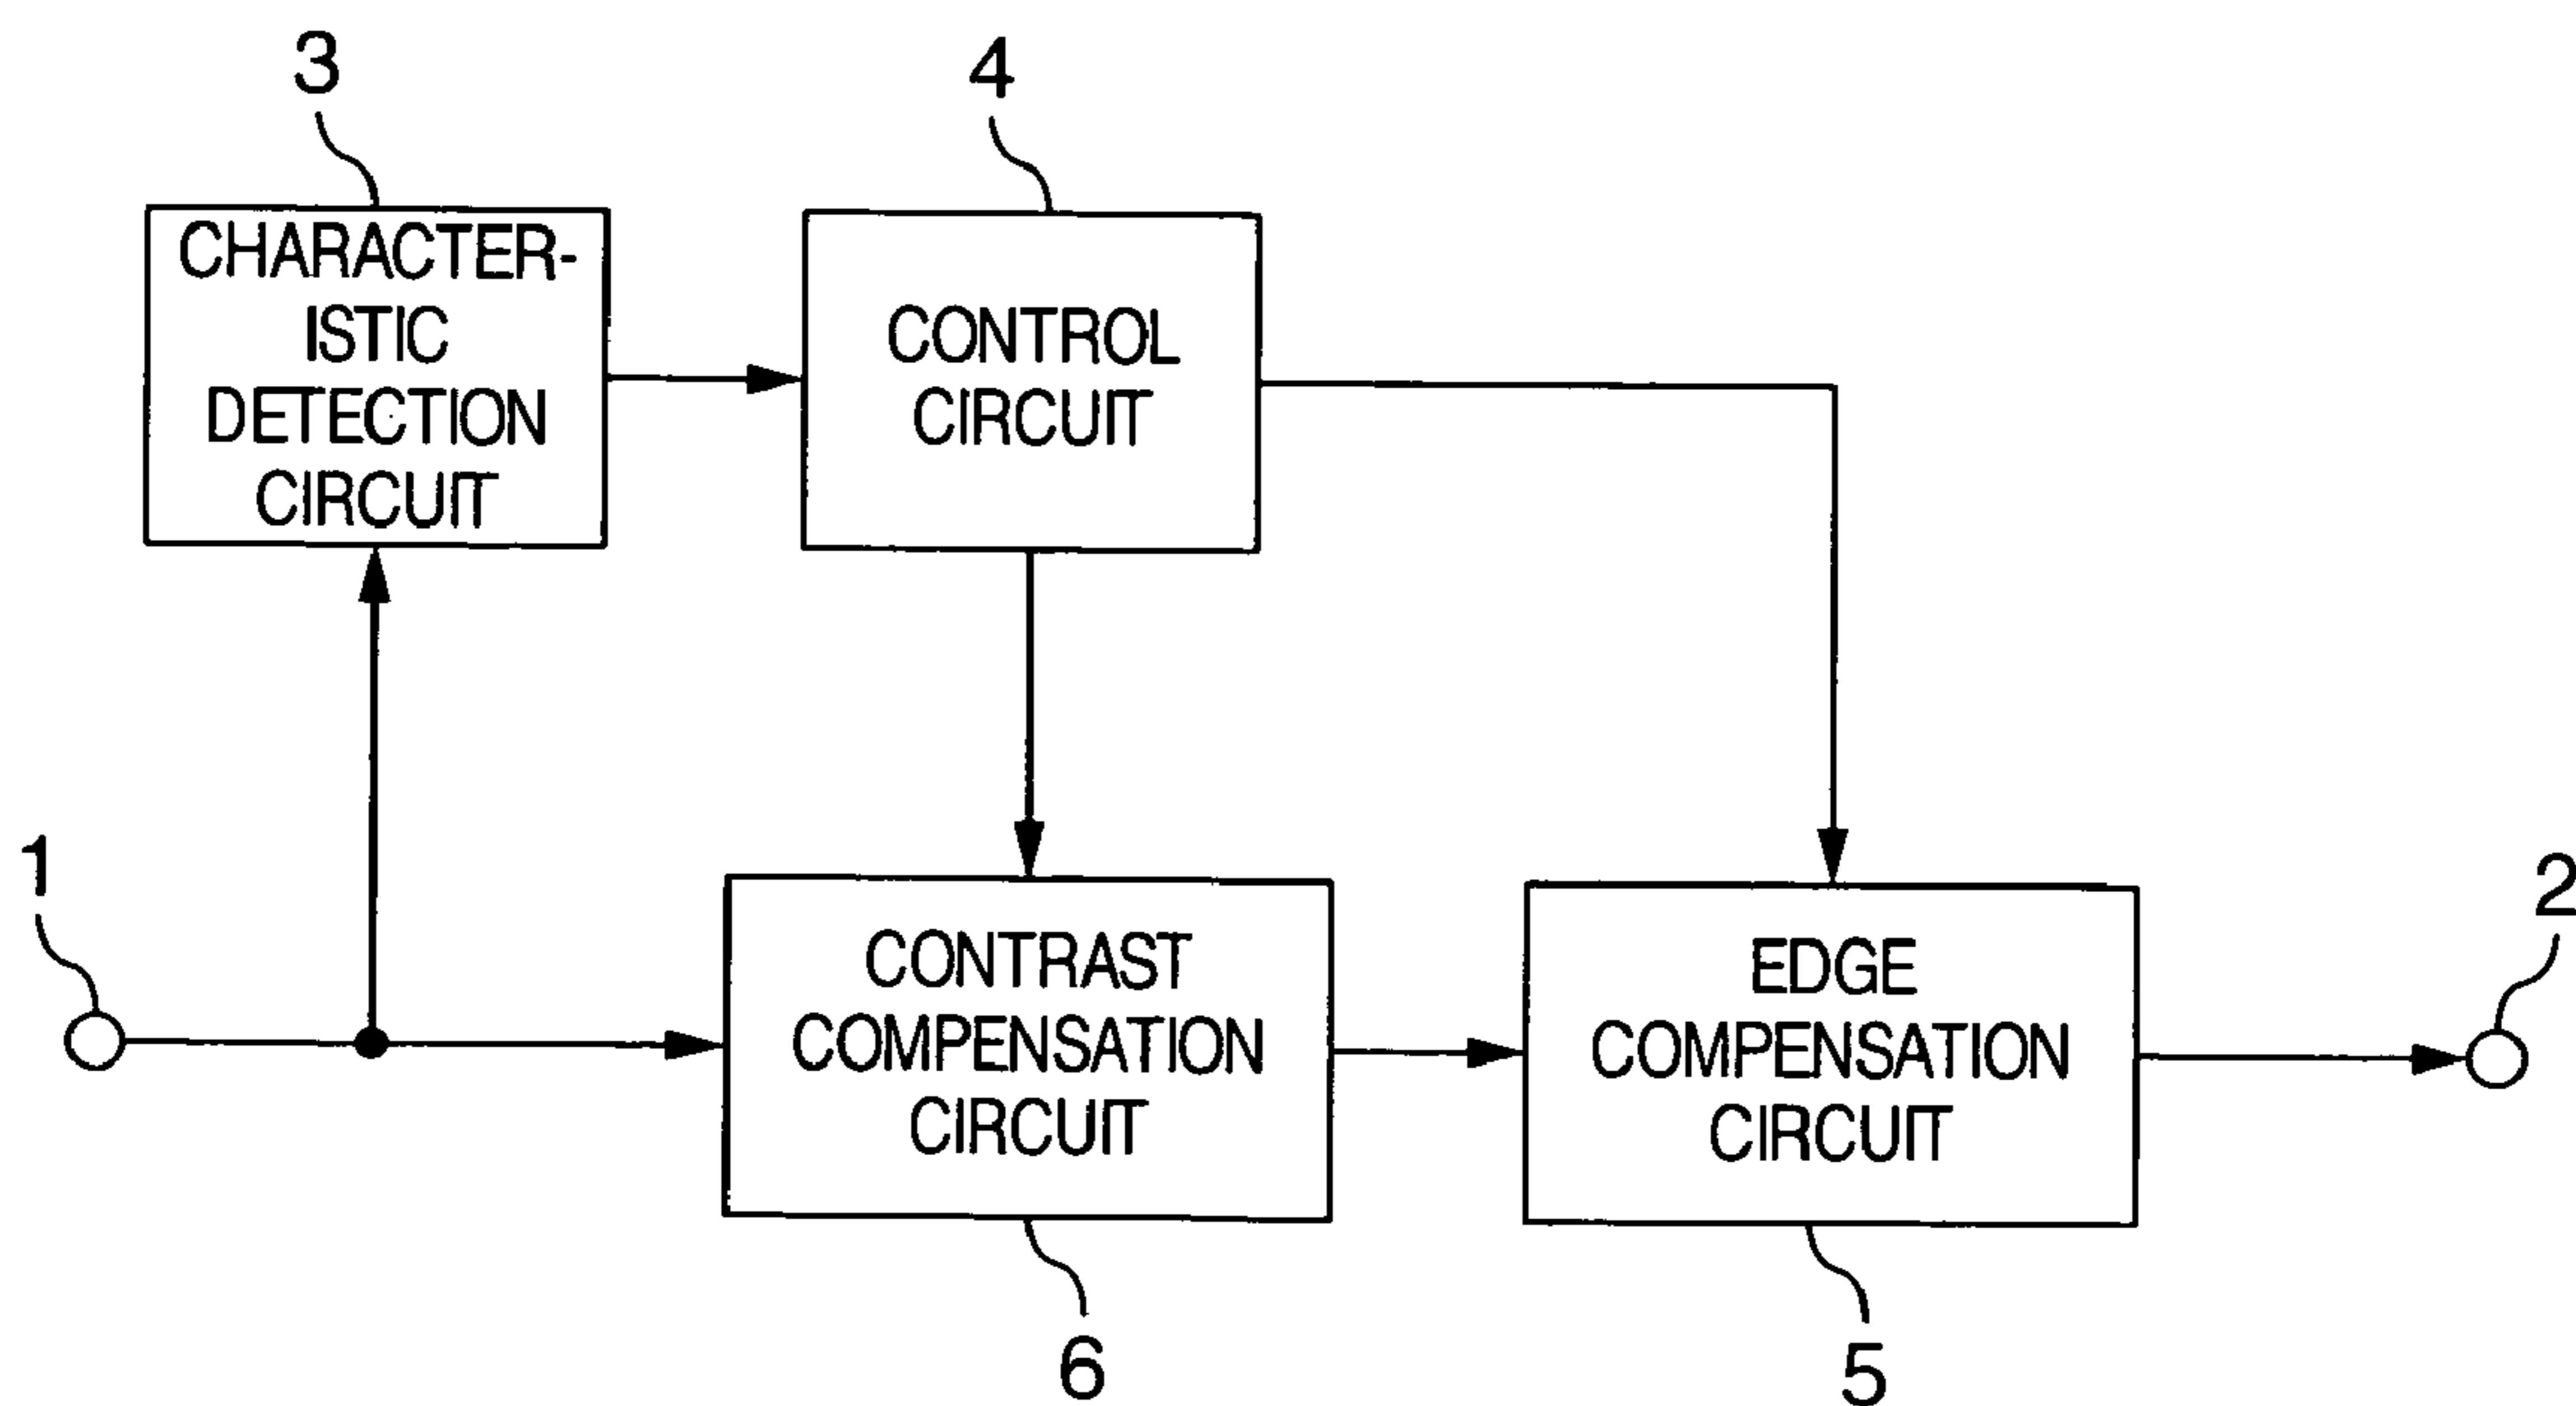 3
4
CHARACTER-
ISTIC
DETECTION
CIRCUIT
CONTROL
CIRCUIT
1
2
CONTRAST
COMPENSATION
CIRCUIT
EDGE
COMPENSATION
CIRCUIT
6
5